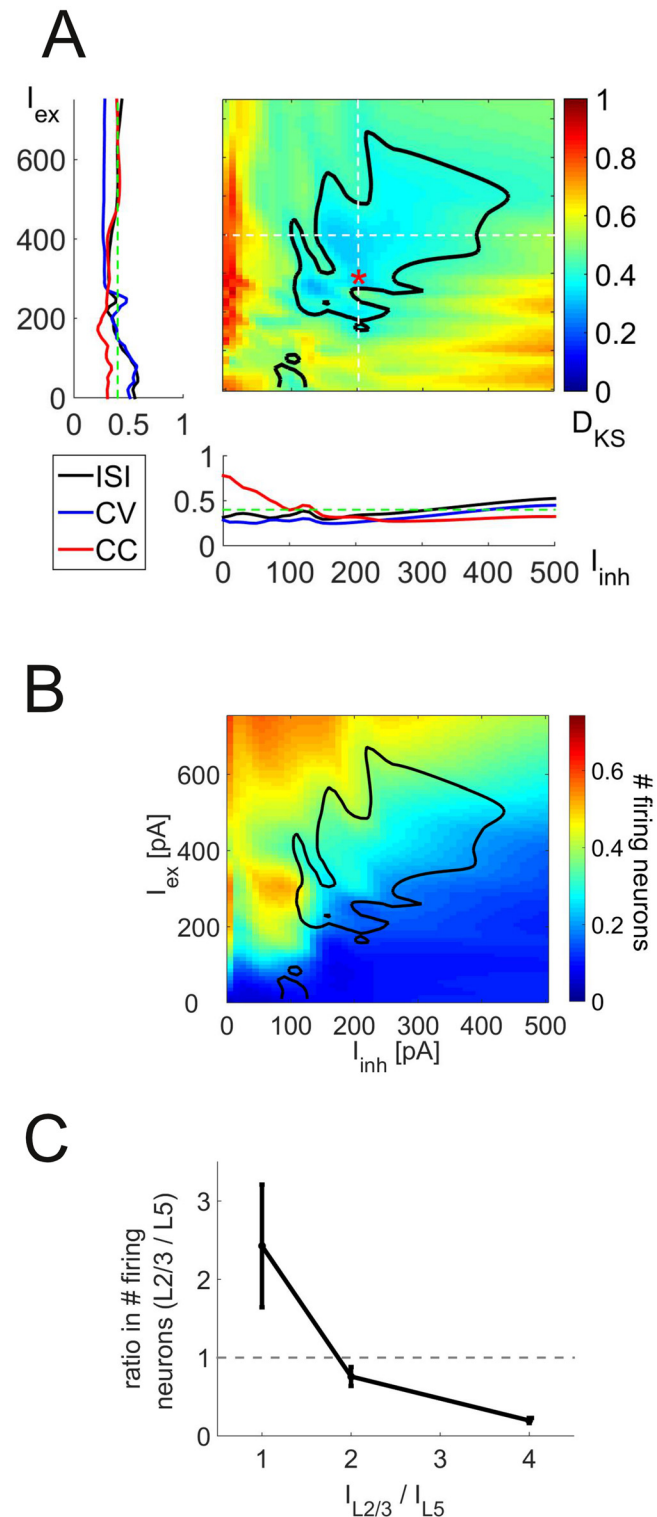 A
I_ex
600
400
200
0
0 0.5 1
1
0.8
0.6
0.4
0.2
0
D_KS
ISI
CV
CC
1
0.5
0
0 100 200 300 400 500 I_inh
*
B
600
400
200
0
I_ex [pA]
0 100 200 300 400 500
I_inh [pA]
0.6
0.4
0.2
0
# firing neurons
C
3
2
1
0
ratio in # firing
neurons (L2/3 / L5)
1 2 3 4
I_L2/3 / I_L5